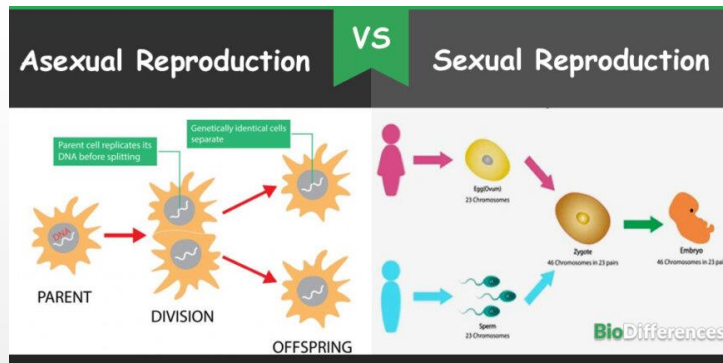 Asexual Reproduction
VS
Sexual Reproduction
Parent cell replicates its
DNA before splitting
Genetically identical cells
separate
DNA
PARENT
DIVISION
OFFSPRING
Egg(Ovum)
23 Chromosomes
Sperm
23 Chromosomes
Zygote
46 Chromosomes in 23 pairs
Embryo
46 Chromosomes in 23 pair
BioDifferences